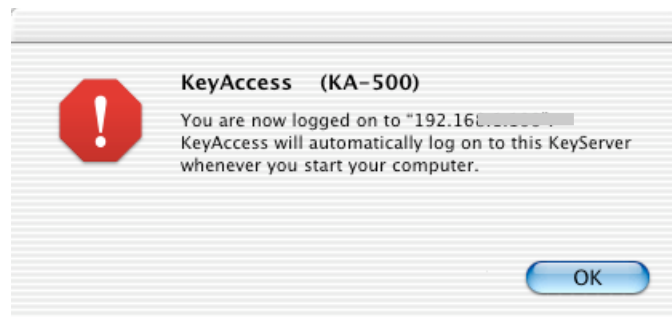 KeyAccess (KA-500)
You are now logged on to “192.16
KeyAccess will automatically log on to this KeyServer
whenever you start your computer.
OK